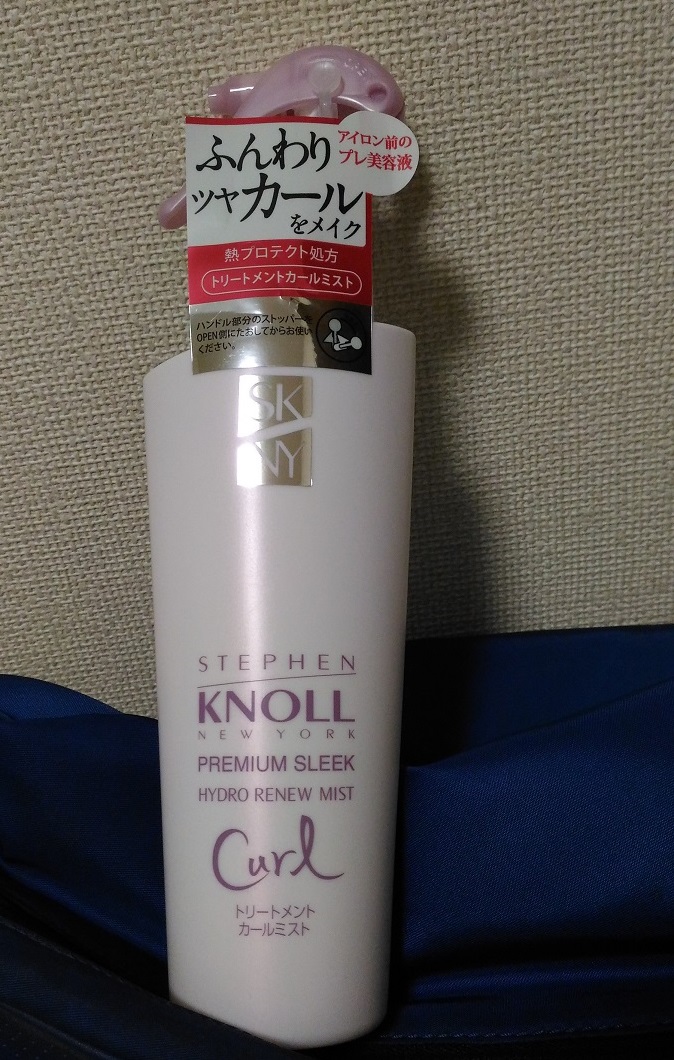 ふんわり
ツヤカール
をメイク
アイロン前の
プレ美容液
熱プロテクト処方
トリートメントカールミスト
ハンドル部分のストッパーを
OPEN側にたおしてからお使い
ください。
SK
NY
STEPHEN
KNOLL
NEW YORK
PREMIUM SLEEK
HYDRO RENEW MIST
Curl
トリートメント
カールミスト